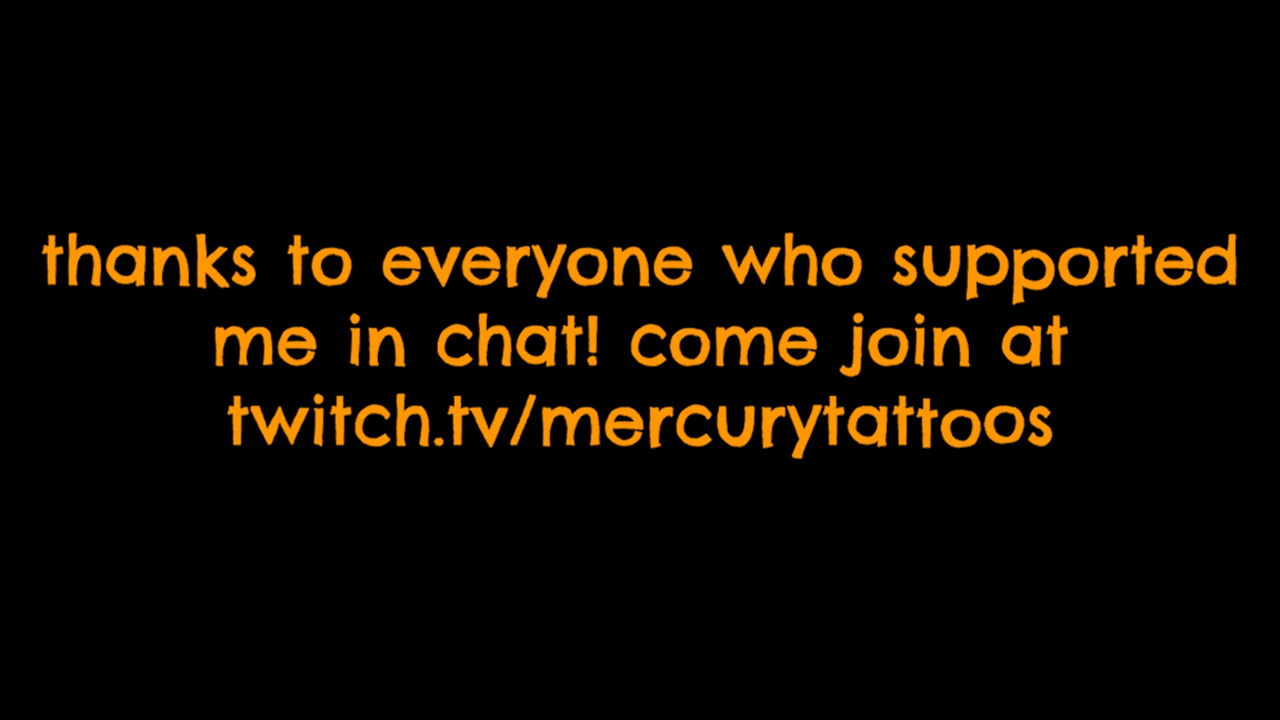 thanks to everyone who supported
me in chat! come join at
twitch.tv/mercurytattoos